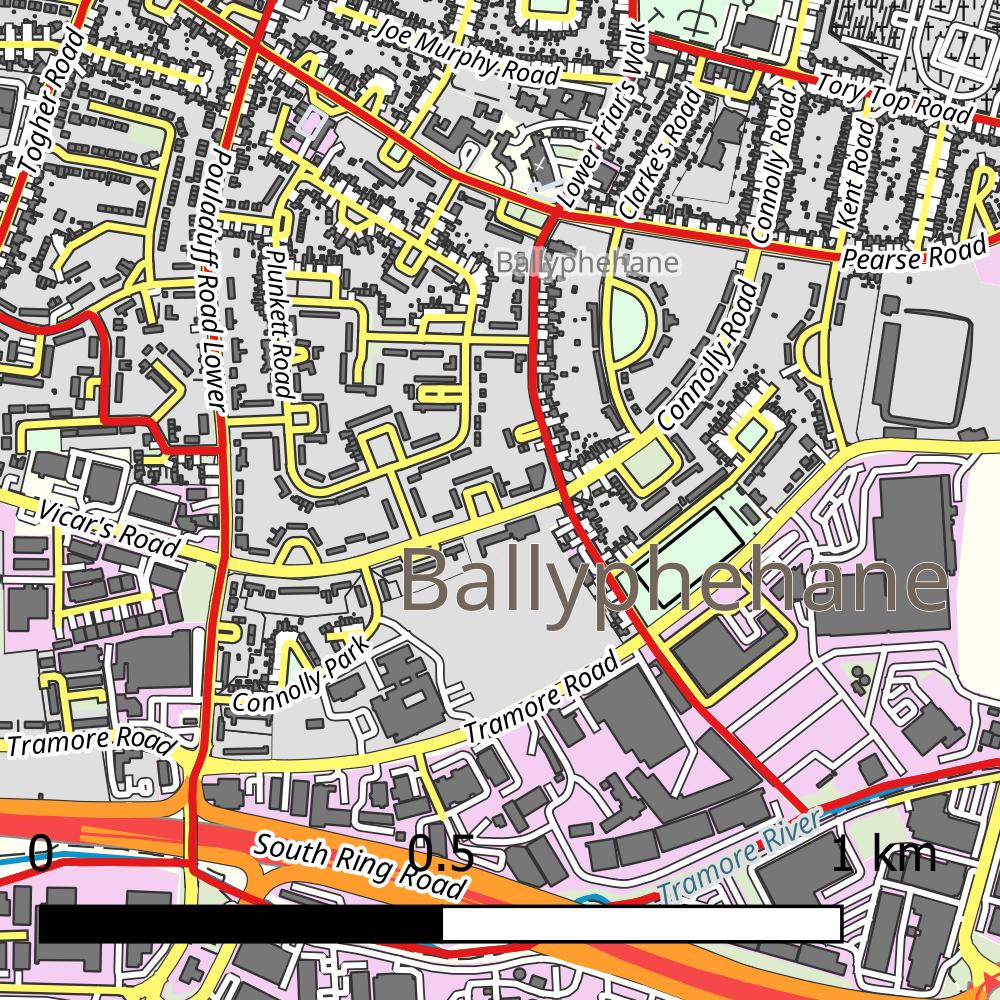 Joe Murphy Road
Togher Road
Lower Friar's Walk
Tory Top Road
Clarke's Road
Connolly Road
Kent Road
Pouladuff Road Lower
Plunkett Road
Pearse Road
Ballyphehane
Connolly Road
Vicar's Road
Ballyphehane
Connolly Park
Tramore Road
Tramore Road
South Ring Road
Tramore River
0 0.5 1 km